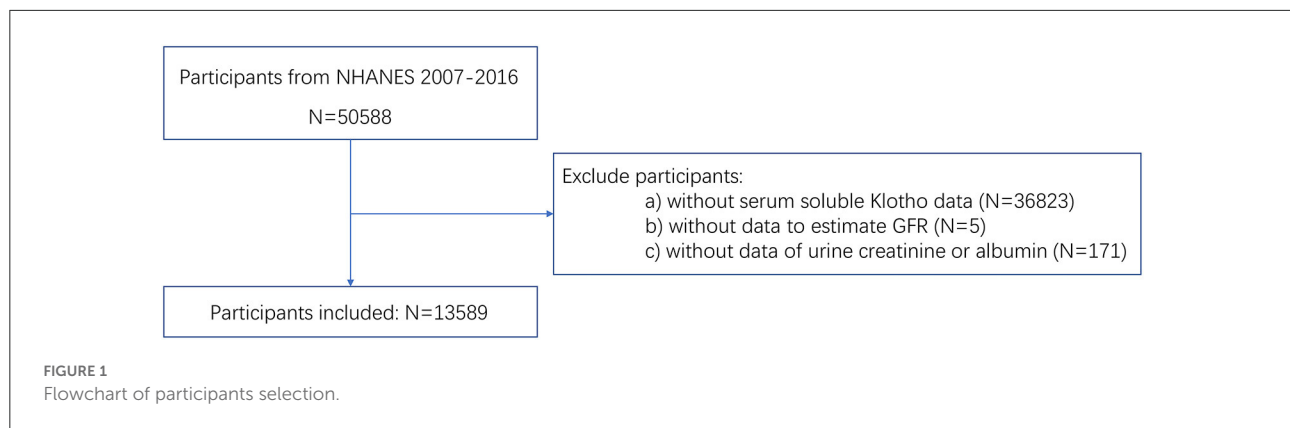 Participants from NHANES 2007-2016
N=50588
Exclude participants:
a) without serum soluble Klotho data (N=36823)
b) without data to estimate GFR (N=5)
c) without data of urine creatinine or albumin (N=171)
Participants included: N=13589
FIGURE 1
Flowchart of participants selection.